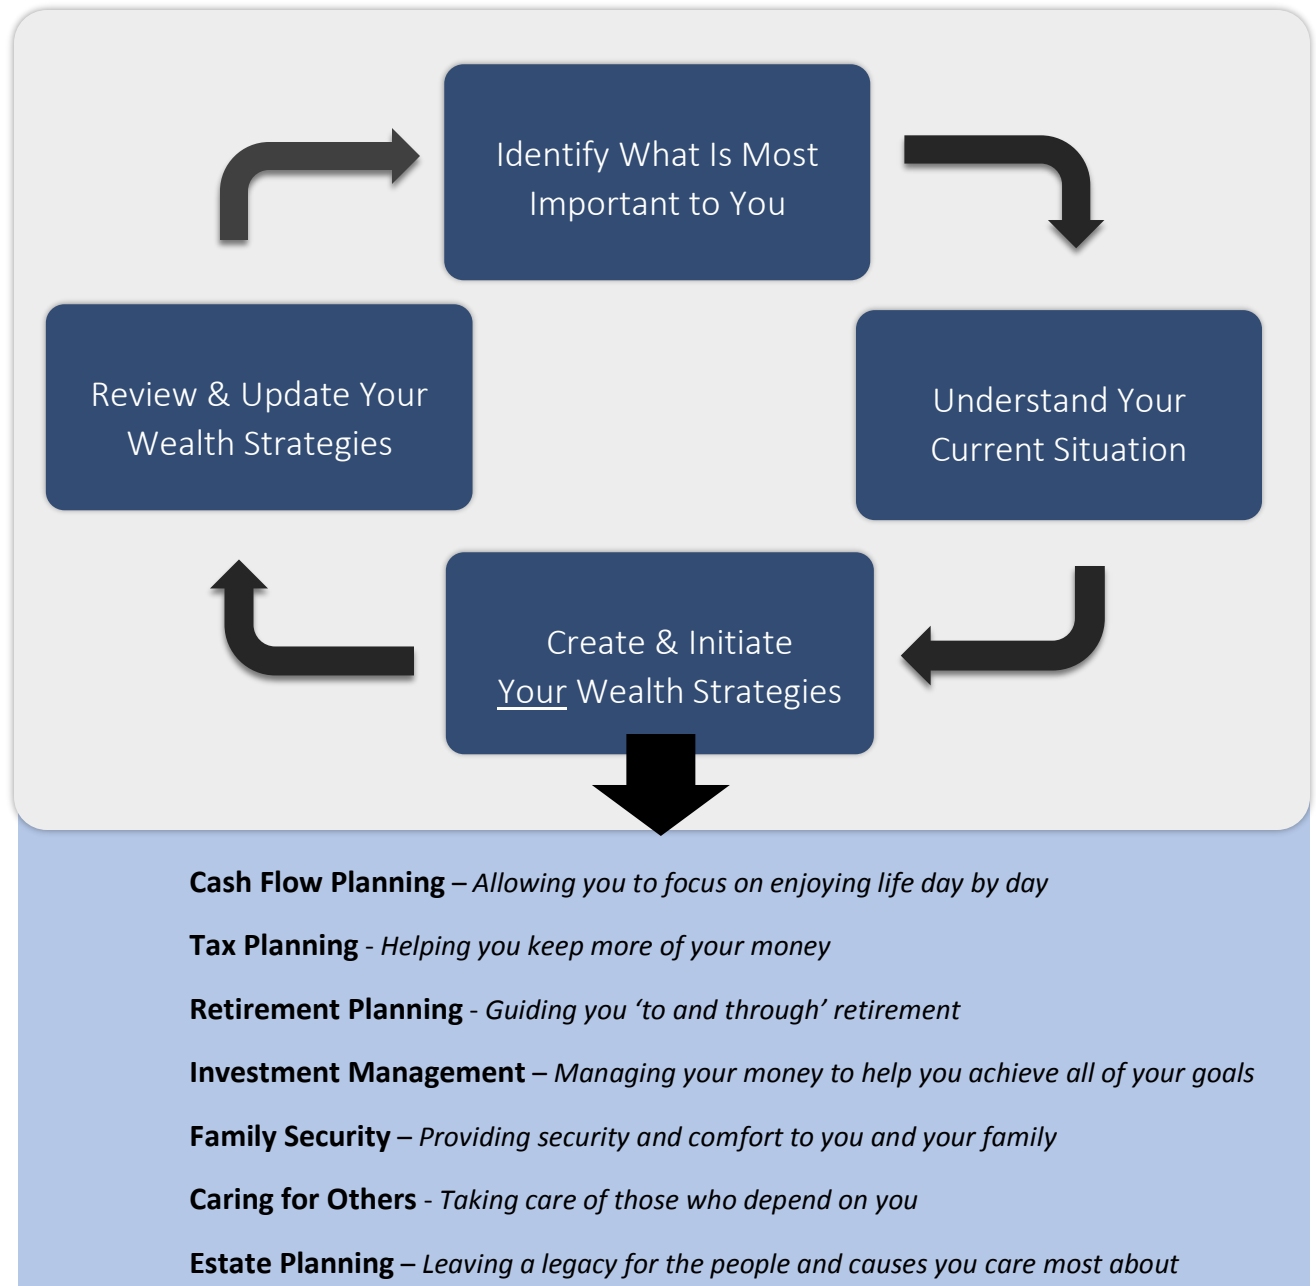 Identify What Is Most
Important to You
Review & Update Your
Wealth Strategies
Understand Your
Current Situation
Create & Initiate
Your Wealth Strategies
Cash Flow Planning – Allowing you to focus on enjoying life day by day
Tax Planning - Helping you keep more of your money
Retirement Planning - Guiding you ‘to and through’ retirement
Investment Management – Managing your money to help you achieve all of your goals
Family Security – Providing security and comfort to you and your family
Caring for Others - Taking care of those who depend on you
Estate Planning – Leaving a legacy for the people and causes you care most about